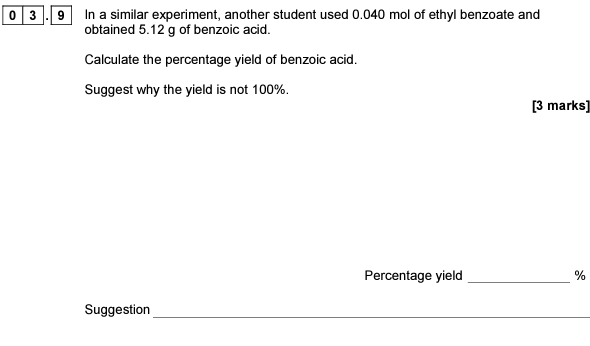 0 3 . 9 In a similar experiment, another student used 0.040 mol of ethyl benzoate and
obtained 5.12 g of benzoic acid.
Calculate the percentage yield of benzoic acid.
Suggest why the yield is not 100%.
[3 marks]
Percentage yield ______________ %
Suggestion ______________